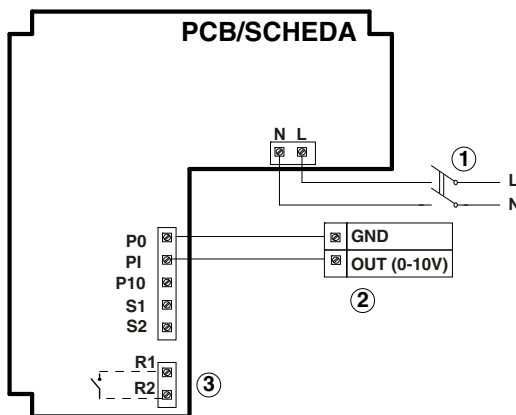 PCB/SCHEDA
N L
1
L
N
P0
PI
P10
S1
S2
GND
OUT (0-10V)
2
R1
R2
3